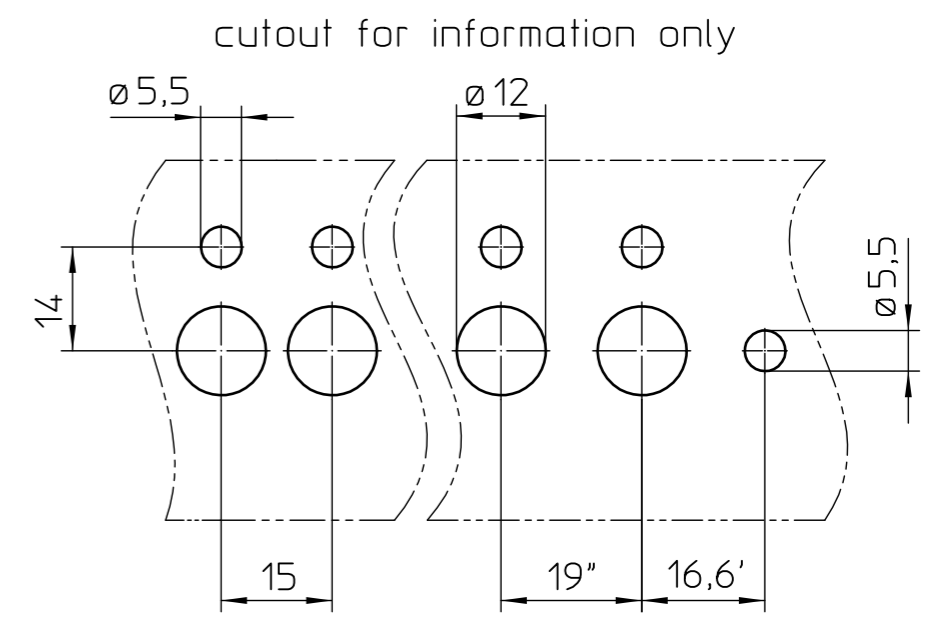 cutout for information only
ø5,5
ø12
ø5,5
14
15
19"
16,6'